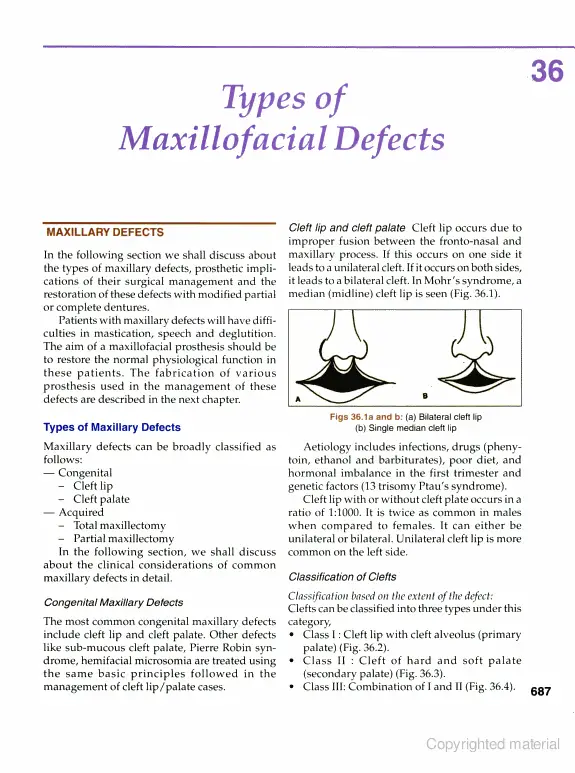 36
Types of
Maxillofacial Defects
MAXILLARY DEFECTS
In the following section we shall discuss about
the types of maxillary defects, prosthetic impli-
cations of their surgical management and the
restoration of these defects with modified partial
or complete dentures.
Patients with maxillary defects will have diffi-
culties in mastication, speech and deglutition.
The aim of a maxillofacial prosthesis should be
to restore the normal physiological function in
these patients. The fabrication of various
prosthesis used in the management of these
defects are described in the next chapter.
Types of Maxillary Defects
Maxillary defects can be broadly classified as
follows:
— Congenital
– Cleft lip
– Cleft palate
— Acquired
– Total maxillectomy
– Partial maxillectomy
In the following section, we shall discuss
about the clinical considerations of common
maxillary defects in detail.
Congenital Maxillary Defects
The most common congenital maxillary defects
include cleft lip and cleft palate. Other defects
like sub-mucous cleft palate, Pierre Robin syn-
drome, hemifacial microsomia are treated using
the same basic principles followed in the
management of cleft lip/palate cases.
Cleft lip and cleft palate Cleft lip occurs due to
improper fusion between the fronto-nasal and
maxillary process. If this occurs on one side it
leads to a unilateral cleft. If it occurs on both sides,
it leads to a bilateral cleft. In Mohr's syndrome, a
median (midline) cleft lip is seen (Fig. 36.1).
A B
Figs 36.1a and b: (a) Bilateral cleft lip
(b) Single median cleft lip
Aetiology includes infections, drugs (pheny-
toin, ethanol and barbiturates), poor diet, and
hormonal imbalance in the first trimester and
genetic factors (13 trisomy Ptau's syndrome).
Cleft lip with or without cleft plate occurs in a
ratio of 1:1000. It is twice as common in males
when compared to females. It can either be
unilateral or bilateral. Unilateral cleft lip is more
common on the left side.
Classification of Clefts
Classification based on the extent of the defect:
Clefts can be classified into three types under this
category,
• Class I : Cleft lip with cleft alveolus (primary
palate) (Fig. 36.2).
• Class II : Cleft of hard and soft palate
(secondary palate) (Fig. 36.3).
• Class III: Combination of I and II (Fig. 36.4).
687
Copyrighted material